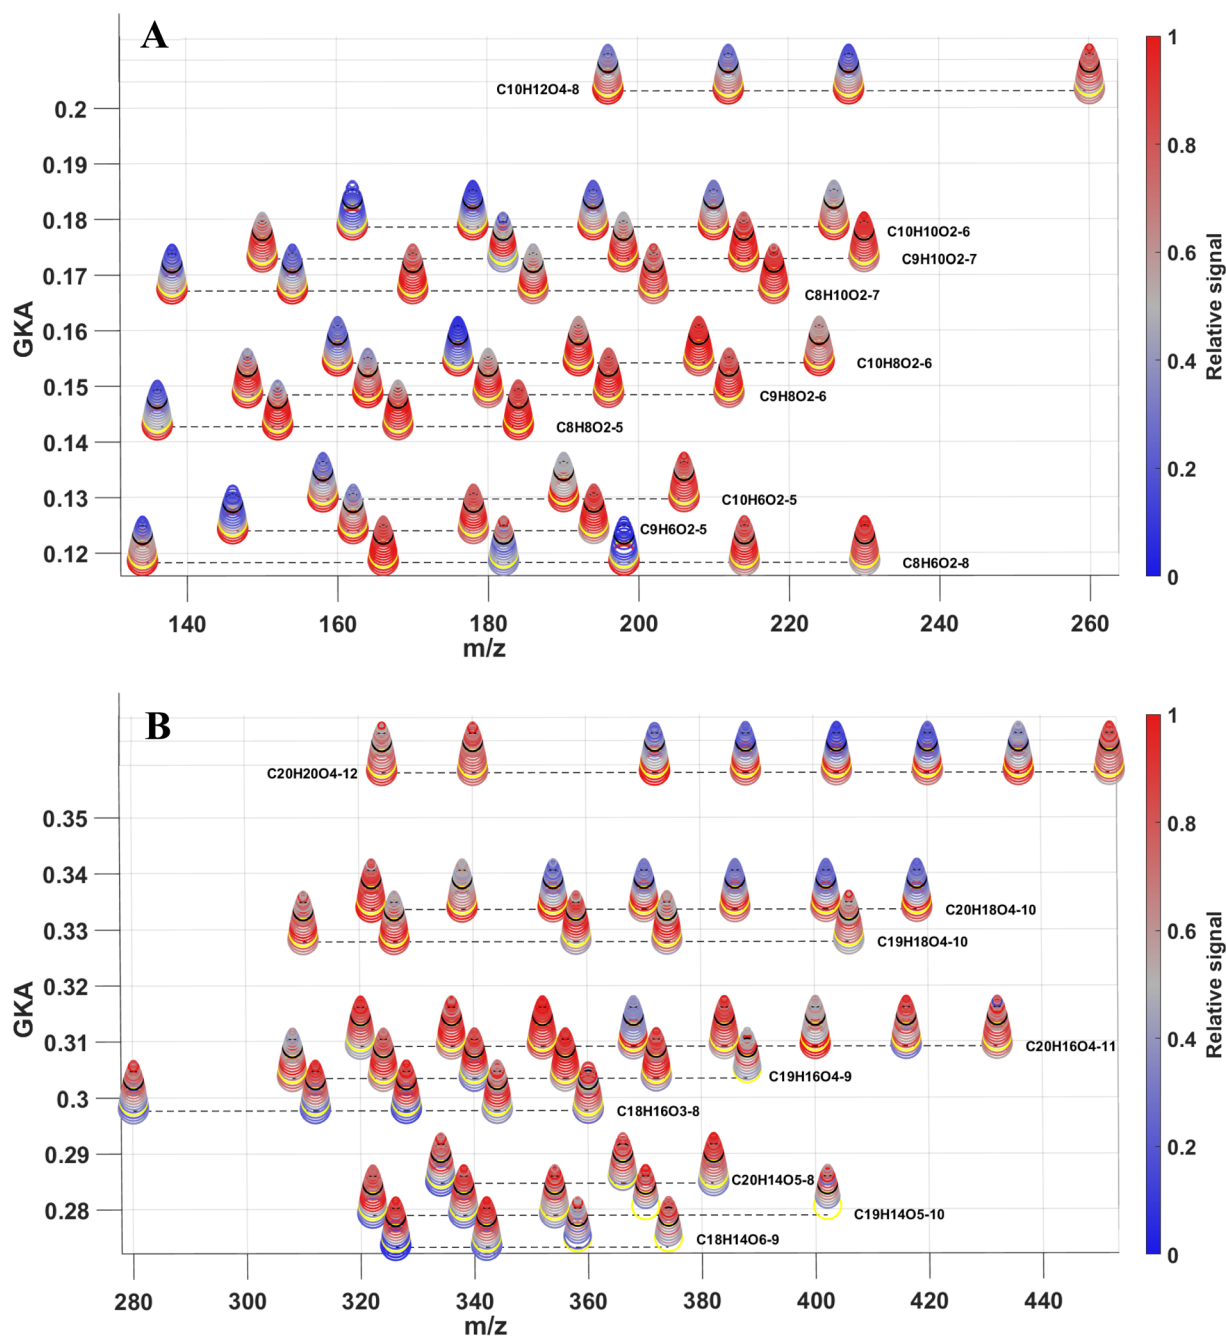 A
C10H12O4-8
0.2
0.19
0.18
0.17
0.16
0.15
0.14
0.13
0.12
GKA
C10H10O2-6
C9H10O2-7
C8H10O2-7
C10H8O2-6
C9H8O2-6
C8H8O2-5
C10H6O2-5
C9H6O2-5
C8H6O2-8
140 160 180 200 220 240 260
m/z
1
0.8
0.6
0.4
0.2
0
Relative signal
B
C20H20O4-12
0.35
0.34
0.33
0.32
0.31
0.3
0.29
0.28
GKA
C20H18O4-10
C19H18O4-10
C20H16O4-11
C19H16O4-9
C18H16O3-8
C20H14O5-8
C19H14O5-10
C18H14O6-9
280 300 320 340 360 380 400 420 440
m/z
1
0.8
0.6
0.4
0.2
0
Relative signal